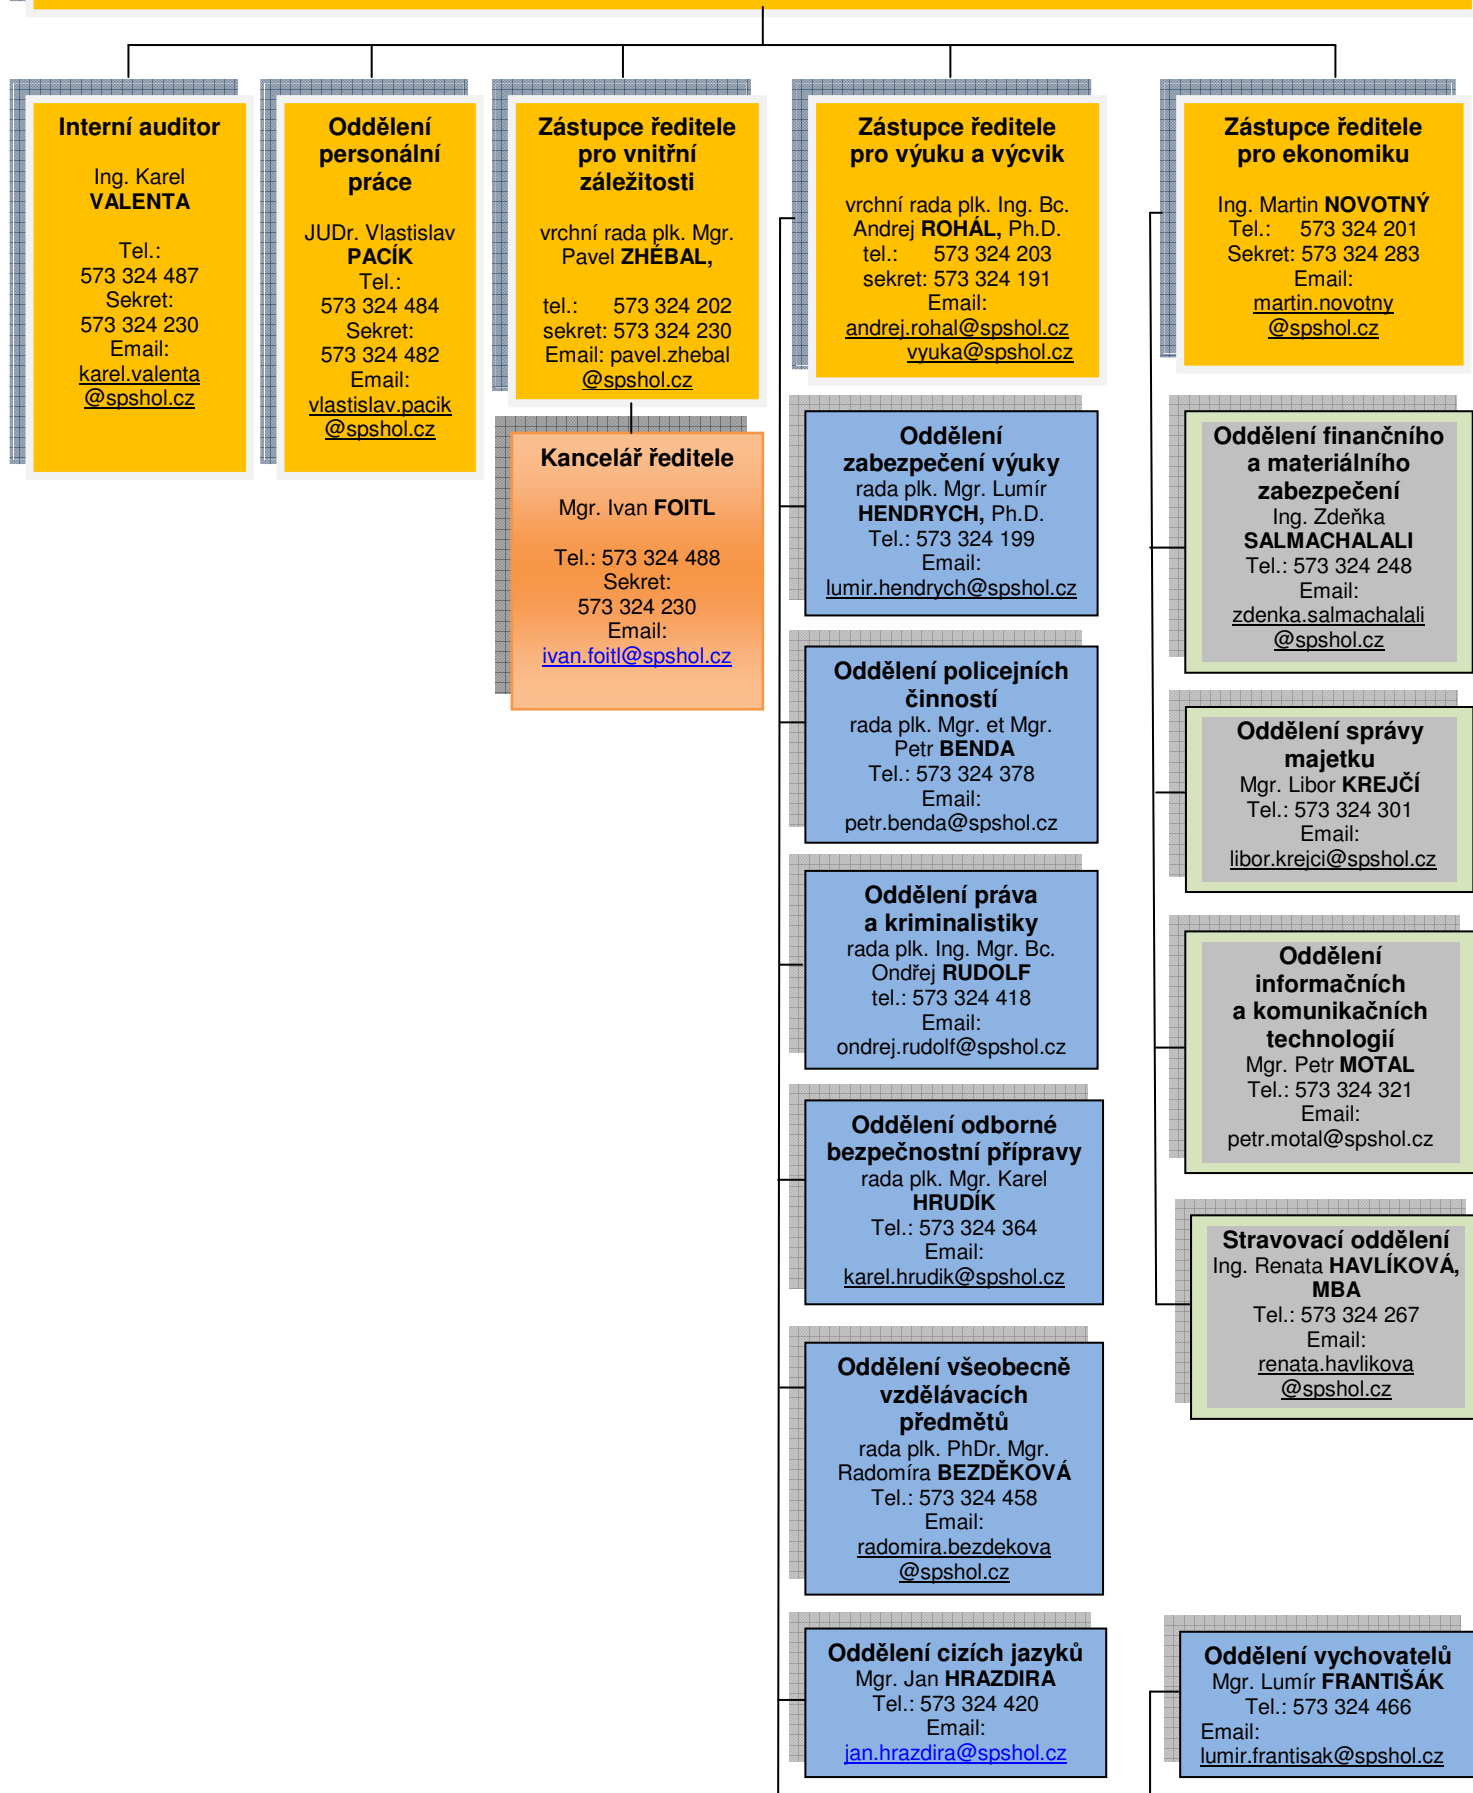 Interní auditor
Ing. Karel
VALENTA
Tel.:
573 324 487
Sekret:
573 324 230
Email:
karel.valenta
@spshol.cz
Oddělení
personální
práce
JUDr. Vlastislav
PACÍK
Tel.:
573 324 484
Sekret:
573 324 482
Email:
vlastislav.pacik
@spshol.cz
Zástupce ředitele
pro vnitřní
záležitosti
vrchní rada plk. Mgr.
Pavel ZHÉBAL,
tel.: 573 324 202
sekret: 573 324 230
Email: pavel.zhebal
@spshol.cz
Kancelář ředitele
Mgr. Ivan FOITL
Tel.: 573 324 488
Sekret:
573 324 230
Email:
ivan.foitl@spshol.cz
Zástupce ředitele
pro výuku a výcvik
vrchní rada plk. Ing. Bc.
Andrej ROHÁL, Ph.D.
tel.: 573 324 203
sekret: 573 324 191
Email:
andrej.rohal@spshol.cz
vyuka@spshol.cz
Oddělení
zabezpečení výuky
rada plk. Mgr. Lumír
HENDRYCH, Ph.D.
Tel.: 573 324 199
Email:
lumir.hendrych@spshol.cz
Oddělení policejních
činností
rada plk. Mgr. et Mgr.
Petr BENDA
Tel.: 573 324 378
Email:
petr.benda@spshol.cz
Oddělení práva
a kriminalistiky
rada plk. Ing. Mgr. Bc.
Ondřej RUDOLF
tel.: 573 324 418
Email:
ondrej.rudolf@spshol.cz
Oddělení odborné
bezpečnostní přípravy
rada plk. Mgr. Karel
HRUDÍK
Tel.: 573 324 364
Email:
karel.hrudik@spshol.cz
Oddělení všeobecně
vzdělávacích
předmětů
rada plk. PhDr. Mgr.
Radomíra BEZDĚKOVÁ
Tel.: 573 324 458
Email:
radomira.bezdekova
@spshol.cz
Oddělení cizích jazyků
Mgr. Jan HRAZDIRA
Tel.: 573 324 420
Email:
jan.hrazdira@spshol.cz
Zástupce ředitele
pro ekonomiku
Ing. Martin NOVOTNÝ
Tel.: 573 324 201
Sekret: 573 324 283
Email:
martin.novotny
@spshol.cz
Oddělení finančního
a materiálního
zabezpečení
Ing. Zdeňka
SALMACHALALI
Tel.: 573 324 248
Email:
zdenka.salmachalali
@spshol.cz
Oddělení správy
majetku
Mgr. Libor KREJČÍ
Tel.: 573 324 301
Email:
libor.krejci@spshol.cz
Oddělení
informačních
a komunikačních
technologií
Mgr. Petr MOTAL
Tel.: 573 324 321
Email:
petr.motal@spshol.cz
Stravovací oddělení
Ing. Renata HAVLÍKOVÁ,
MBA
Tel.: 573 324 267
Email:
renata.havlikova
@spshol.cz
Oddělení vychovatelů
Mgr. Lumír FRANTIŠÁK
Tel.: 573 324 466
Email:
lumir.frantisak@spshol.cz